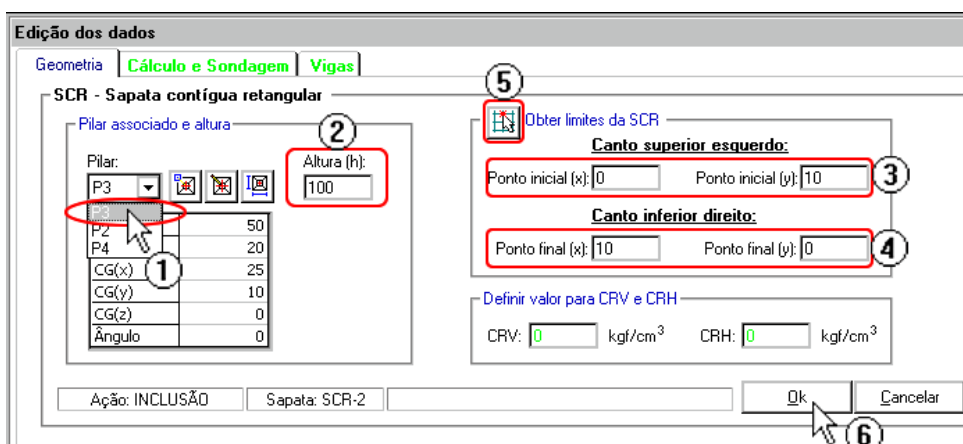 Edição dos dados
Geometria Cálculo e Sondagem Vigas
SCR - Sapata contígua retangular
Pilar associado e altura
2
Pilar:
Altura (h):
P3
100
P3
P2 50
P4 20
1
CG(x) 25
CG(y) 10
CG(z) 0
Ângulo 0
5
Obter limites da SCR
Canto superior esquerdo:
Ponto inicial (x): 0 Ponto inicial (y): 10
3
Canto inferior direito:
Ponto final (x): 10 Ponto final (y): 0
4
Definir valor para CRV e CRH
CRV: 0 kgf/cm³ CRH: 0 kgf/cm³
Ação: INCLUSÃO Sapata: SCR-2
Ok Cancelar
6